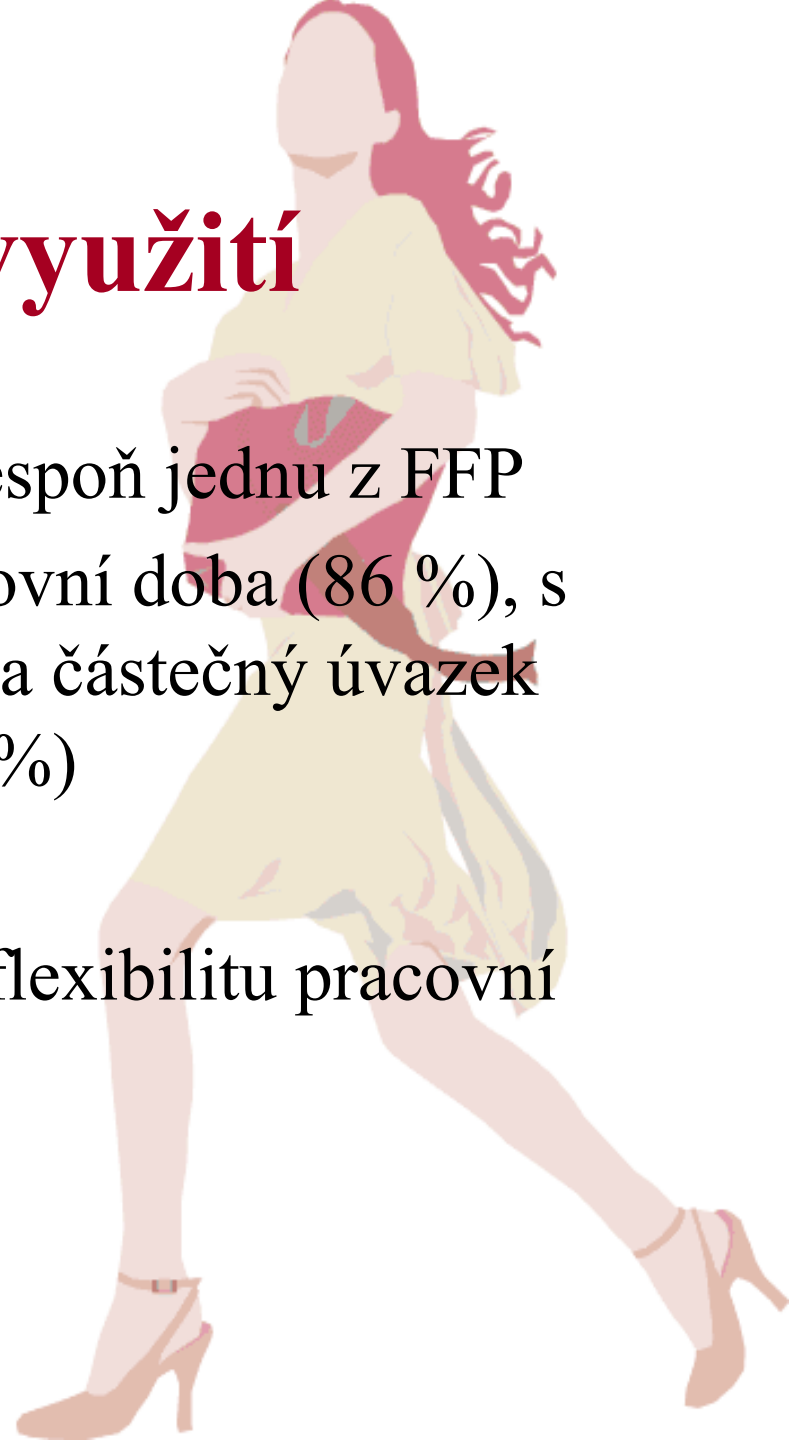 využití
espoň jednu z FFP
ovní doba (86 %), s
a částečný úvazek
%)
flexibilitu pracovní